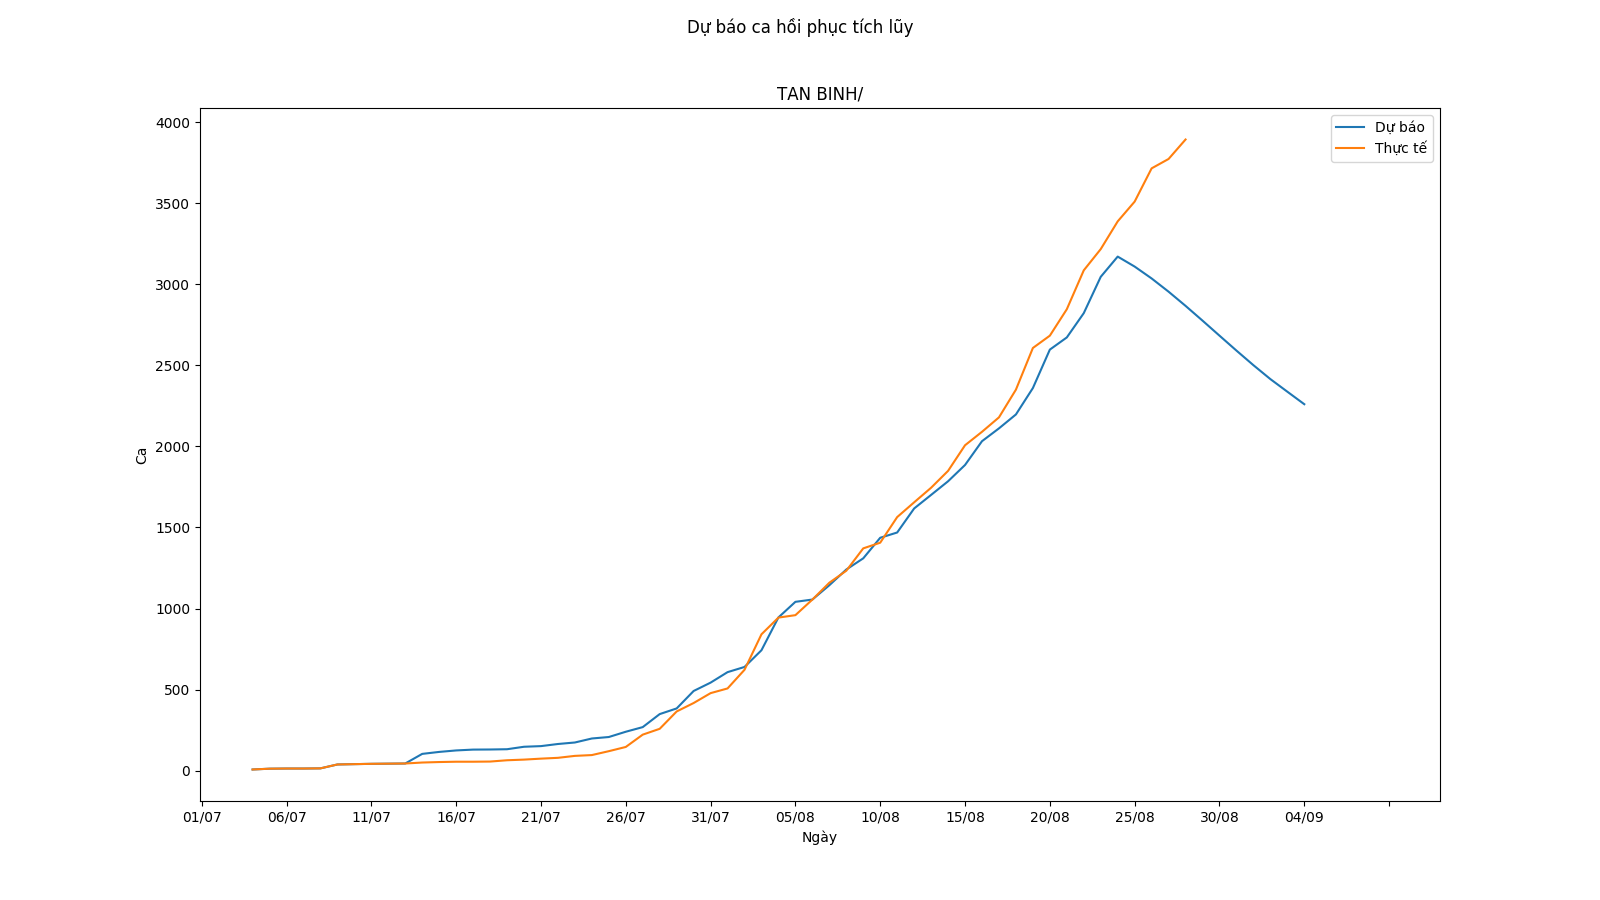 Dự báo ca hồi phục tích lũy
TAN BINH/
Dự báo
Thực tế
4000
3500
3000
2500
2000
1500
1000
500
0
Ca
01/07 06/07 11/07 16/07 21/07 26/07 31/07 05/08 10/08 15/08 20/08 25/08 30/08 04/09
Ngày